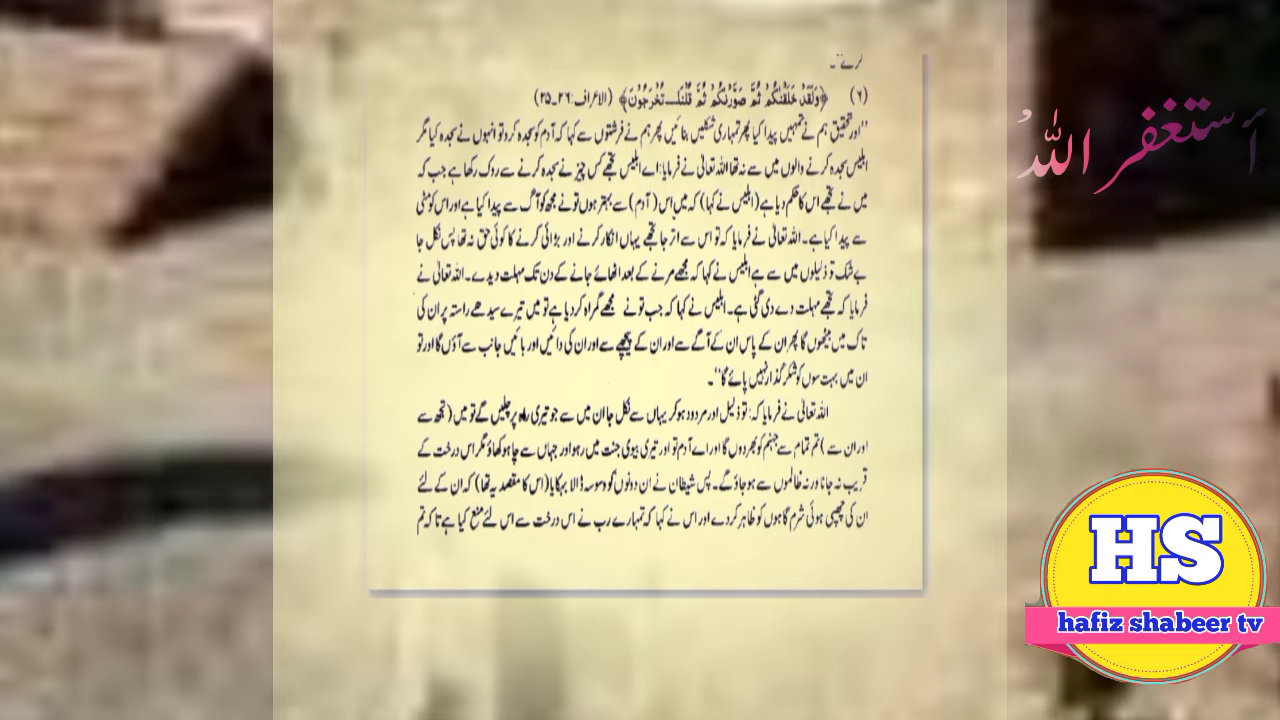 کرے"۔
(۶) ﴿وَلَقَدْ خَلَقْنٰكُمْ ثُمَّ صَوَّرْنٰكُمْ ثُمَّ قُلْنَا ـــ تُخْرَجُوْنَ﴾ (الاعراف:۲۶۔۲۵)
"اور تحقیق ہم نے تمہیں پیدا کیا پھر تمہاری شکلیں بنائیں پھر ہم نے فرشتوں سے کہا کہ آدم کو سجدہ کرو تو انہوں نے سجدہ کیا مگر
ابلیس سجدہ کرنے والوں میں سے نہ تھا اللہ تعالیٰ نے فرمایا: اے ابلیس تجھے کس چیز نے سجدہ کرنے سے روک رکھا ہے جب کہ
میں نے تجھے اس کا حکم دیا ہے (ابلیس نے کہا) کہ میں اس (آدم) سے بہتر ہوں تو نے مجھ کو آگ سے پیدا کیا ہے اور اس کو مٹی
سے پیدا کیا ہے۔ اللہ تعالیٰ نے فرمایا کہ تو اس سے اتر جا تجھے یہاں انکار کرنے اور بڑائی کرنے کا کوئی حق نہ تھا پس نکل جا
بے شک تو ذلیلوں میں سے ہے ابلیس نے کہا کہ مجھے مرنے کے بعد اٹھائے جانے کے دن تک مہلت دیدے۔ اللہ تعالیٰ نے
فرمایا کہ تجھے مہلت دے دی گئی ہے۔ ابلیس نے کہا کہ جب تو نے مجھے گمراہ کر دیا ہے تو میں تیرے سیدھے راستہ پر ان کی
تاک میں بیٹھوں گا پھر ان کے پاس ان کے آگے سے اور ان کے پیچھے سے اور ان کی دائیں اور بائیں جانب سے آؤں گا اور تو
ان میں بہت سوں کو شکر گذار نہیں پائے گا"۔
اللہ تعالیٰ نے فرمایا کہ: تو ذلیل اور مردود ہو کر یہاں سے نکل جا ان میں سے جو تیری راہ پر چلیں گے تو میں (تجھ سے
اور ان سے) تم تمام سے جہنم کو بھر دوں گا اور اے آدم تو اور تیری بیوی جنت میں رہو اور جہاں سے چاہو کھاؤ مگر اس درخت کے
قریب نہ جانا ورنہ ظالموں سے ہو جاؤ گے۔ پس شیطان نے ان دونوں کو وسوسہ ڈالا بہکایا (اس کا مقصد یہ تھا) کہ ان کے لئے
ان کی چھپی ہوئی شرم گاہوں کو ظاہر کر دے اور اس نے کہا کہ تمہارے رب نے اس درخت سے اس لئے منع کیا ہے تا کہ تم
أستغفر اللهُ
HS
hafiz shabeer tv